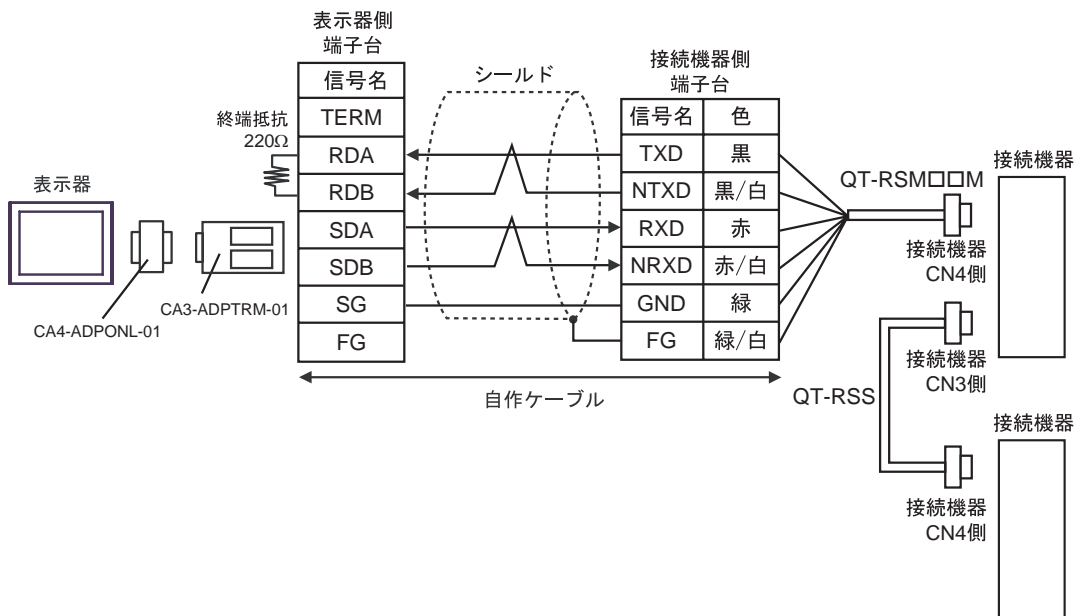 表示器側
端子台
信号名
TERM
RDA
RDB
SDA
SDB
SG
FG
終端抵抗
220Ω
表示器
CA4-ADPONL-01
CA3-ADPTRM-01
シールド
接続機器側
端子台
信号名 色
TXD 黒
NTXD 黒/白
RXD 赤
NRXD 赤/白
GND 緑
FG 緑/白
自作ケーブル
QT-RSM□□M
接続機器
接続機器
CN4側
接続機器
CN3側
QT-RSS
接続機器
接続機器
CN4側